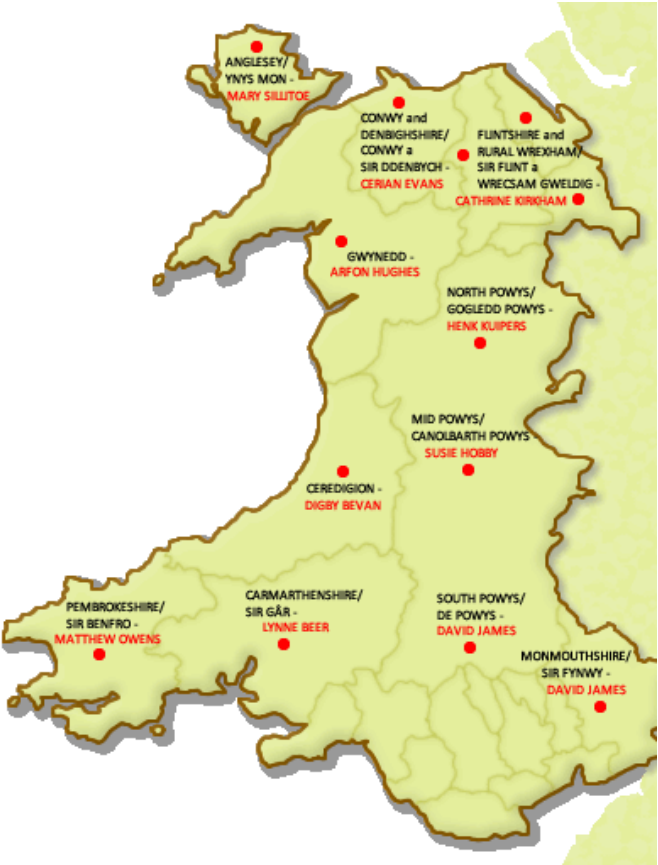 ANGLESEY/
YNYS MON -
MARY SILLITOE
CONWY and
DENBIGHSHIRE/
CONWY a
SIR DDENBYCH -
CERIAN EVANS
FLINTSHIRE and
RURAL WREXHAM/
SIR FLINT a
WRECSAM GWELDIG -
CATHRINE KIRKHAM
GWYNEDD -
ARFON HUGHES
NORTH POWYS/
GOGLEDD POWYS -
HENK KUIPERS
MID POWYS/
CANOLBARTH POWYS
SUSIE HOBBY
CEREDIGION -
DIGBY BEVAN
PEMBROKESHIRE/
SIR BENFRO -
MATTHEW OWENS
CARMARTHENSHIRE/
SIR GÂR -
LYNNE BEER
SOUTH POWYS/
DE POWYS -
DAVID JAMES
MONMOUTHSHIRE/
SIR FYNWY -
DAVID JAMES